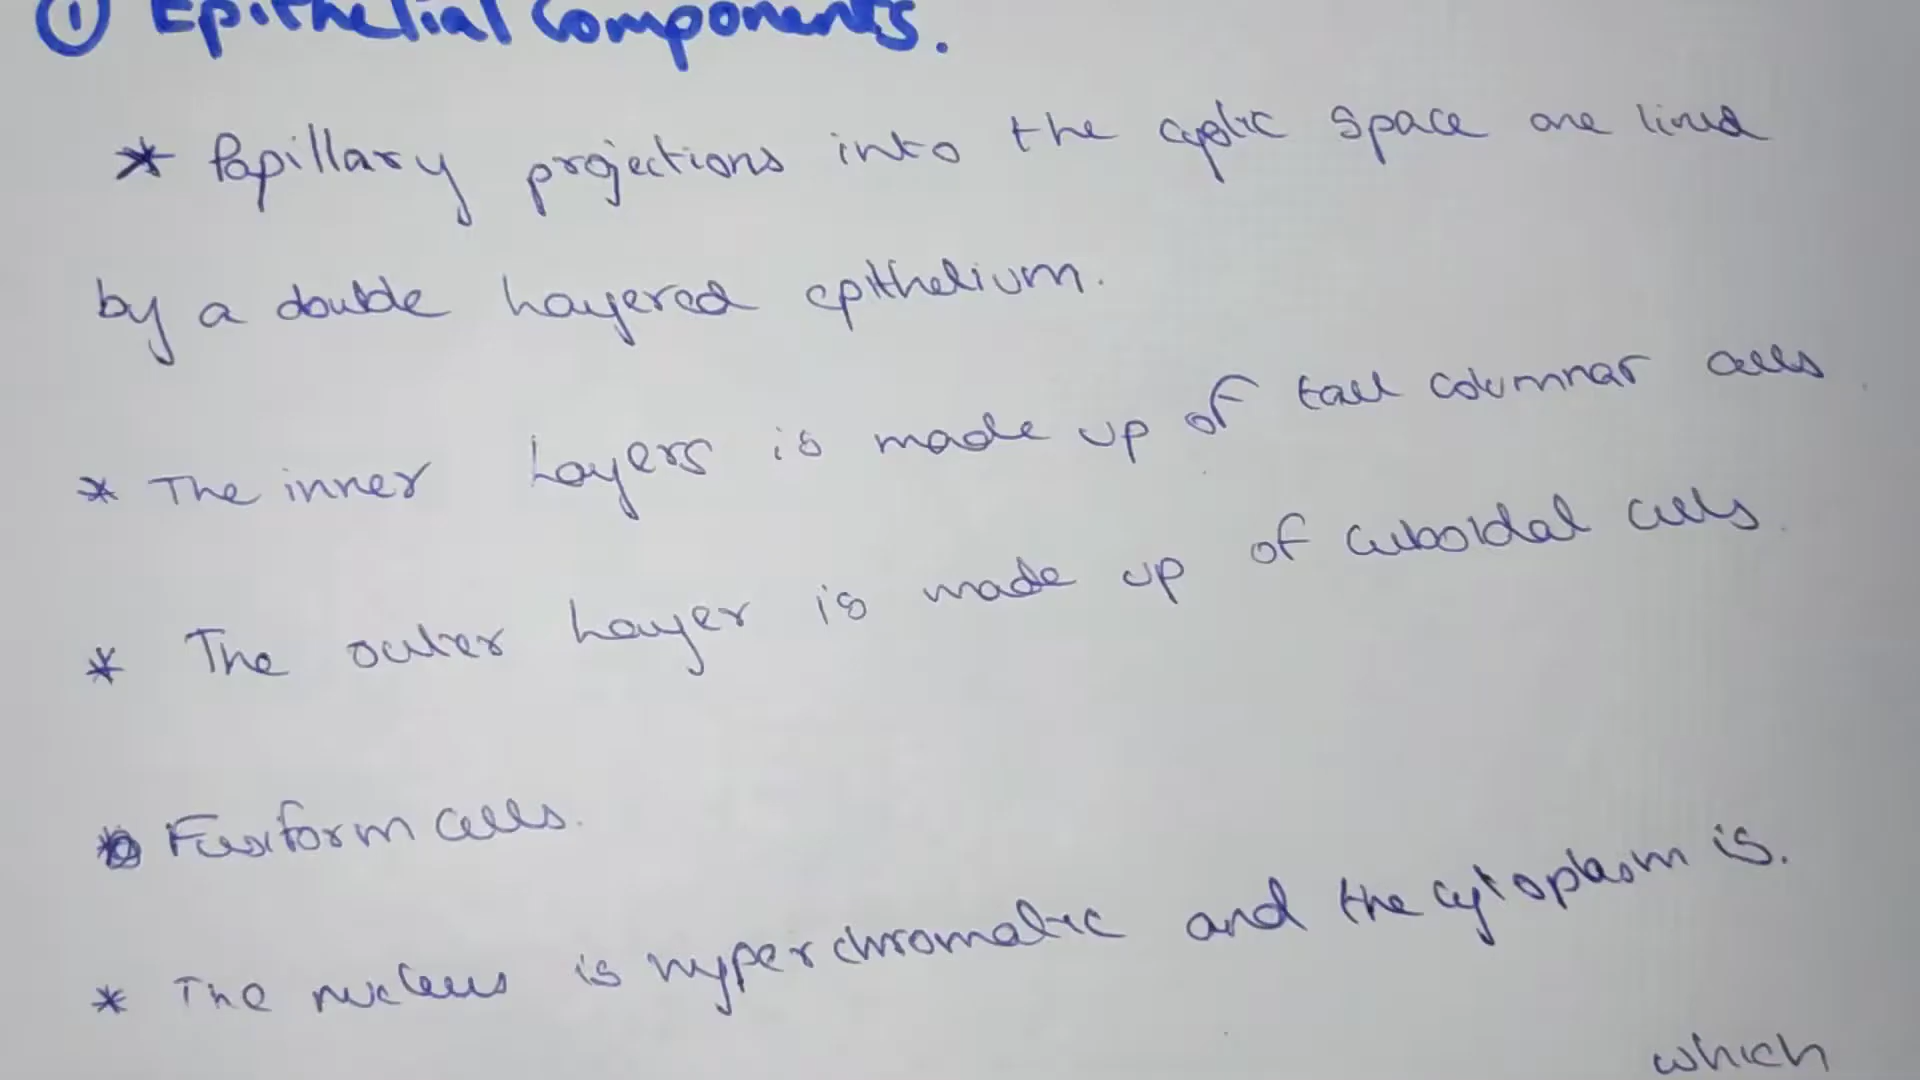 ① Epithelial Components.
* Papillary projections into the cystic space are lined
by a double layered epithelium.
* The inner Layers is made up of tall columnar cells
* The outer Layer is made up of cuboidal cells
* Fusiform cells.
* The nucleus is hyperchromatic and the cytoplasm is.
which